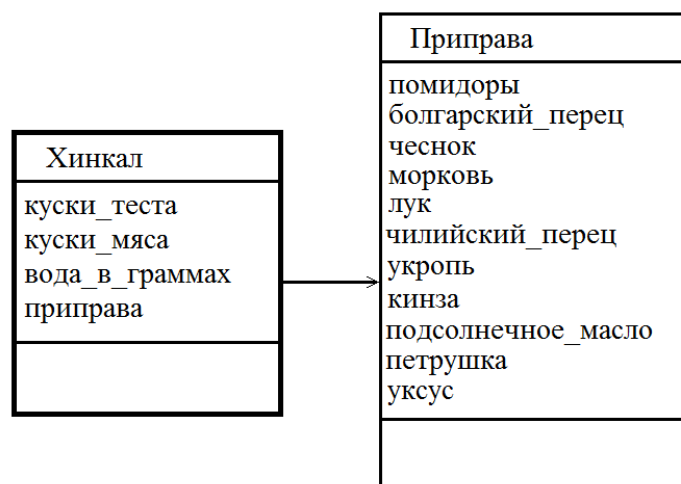 Хинкал
куски_теста
куски_мяса
вода_в_граммах
приправа
Приправа
помидоры
болгарский_перец
чеснок
морковь
лук
чилийский_перец
укропь
кинза
подсолнечное_масло
петрушка
уксус